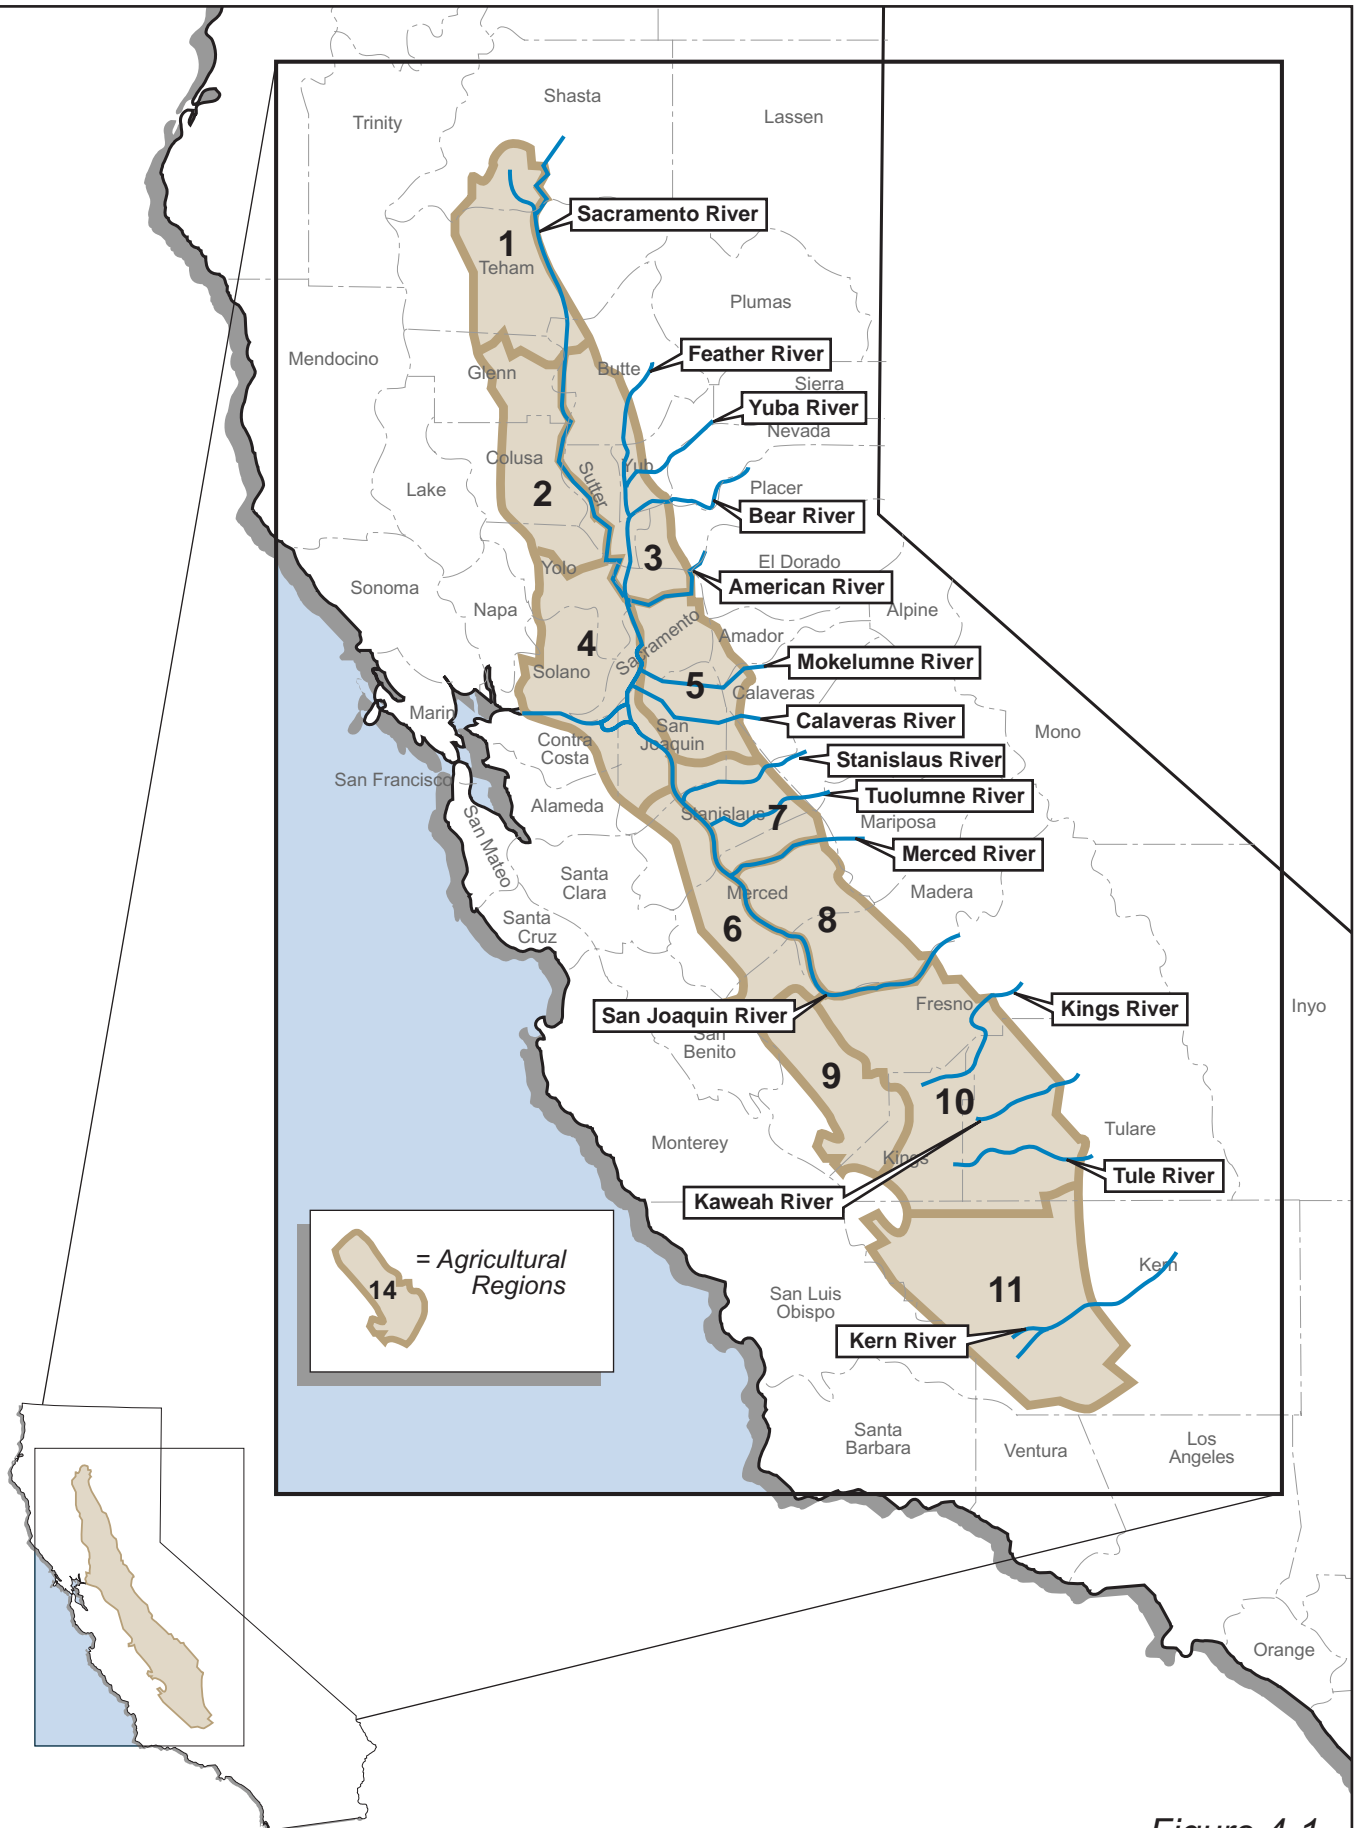 Shasta
Trinity
Lassen
Sacramento River
1
Teham
Plumas
Mendocino
Feather River
Glenn
Butte
Sierra
Yuba River
Nevada
Colusa
Yub
Sutter
Lake
2
Placer
Bear River
3
Yolo
El Dorado
American River
Sonoma
Napa
Alpine
Sacramento
Amador
4
Mokelumne River
Solano
5
Calaveras
Marin
Calaveras River
San
Joaquin
Contra
Costa
Mono
Stanislaus River
San Francisco
Tuolumne River
Alameda
Stanislaus
7
Mariposa
San Mateo
Merced River
Santa
Clara
Merced
Madera
Santa
Cruz
6
8
San Joaquin River
Fresno
Kings River
Inyo
San
Benito
9
10
Monterey
Tulare
Kings
Tule River
Kaweah River
= Agricultural
Regions
14
Kern
11
San Luis
Obispo
Kern River
Santa
Barbara
Ventura
Los
Angeles
Orange
Figure 4-1